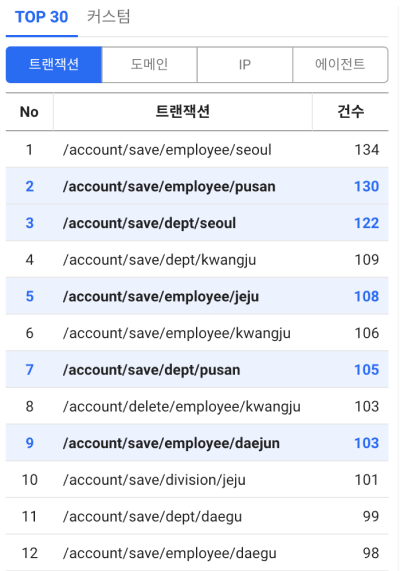 TOP 30 커스텀
트랜잭션 도메인 IP 에이전트
No 트랜잭션 건수
1 /account/save/employee/seoul 134
2 /account/save/employee/pusan 130
3 /account/save/dept/seoul 122
4 /account/save/dept/kwangju 109
5 /account/save/employee/jeju 108
6 /account/save/employee/kwangju 106
7 /account/save/dept/pusan 105
8 /account/delete/employee/kwangju 103
9 /account/save/employee/daejun 103
10 /account/save/division/jeju 101
11 /account/save/dept/daegu 99
12 /account/save/employee/daegu 98